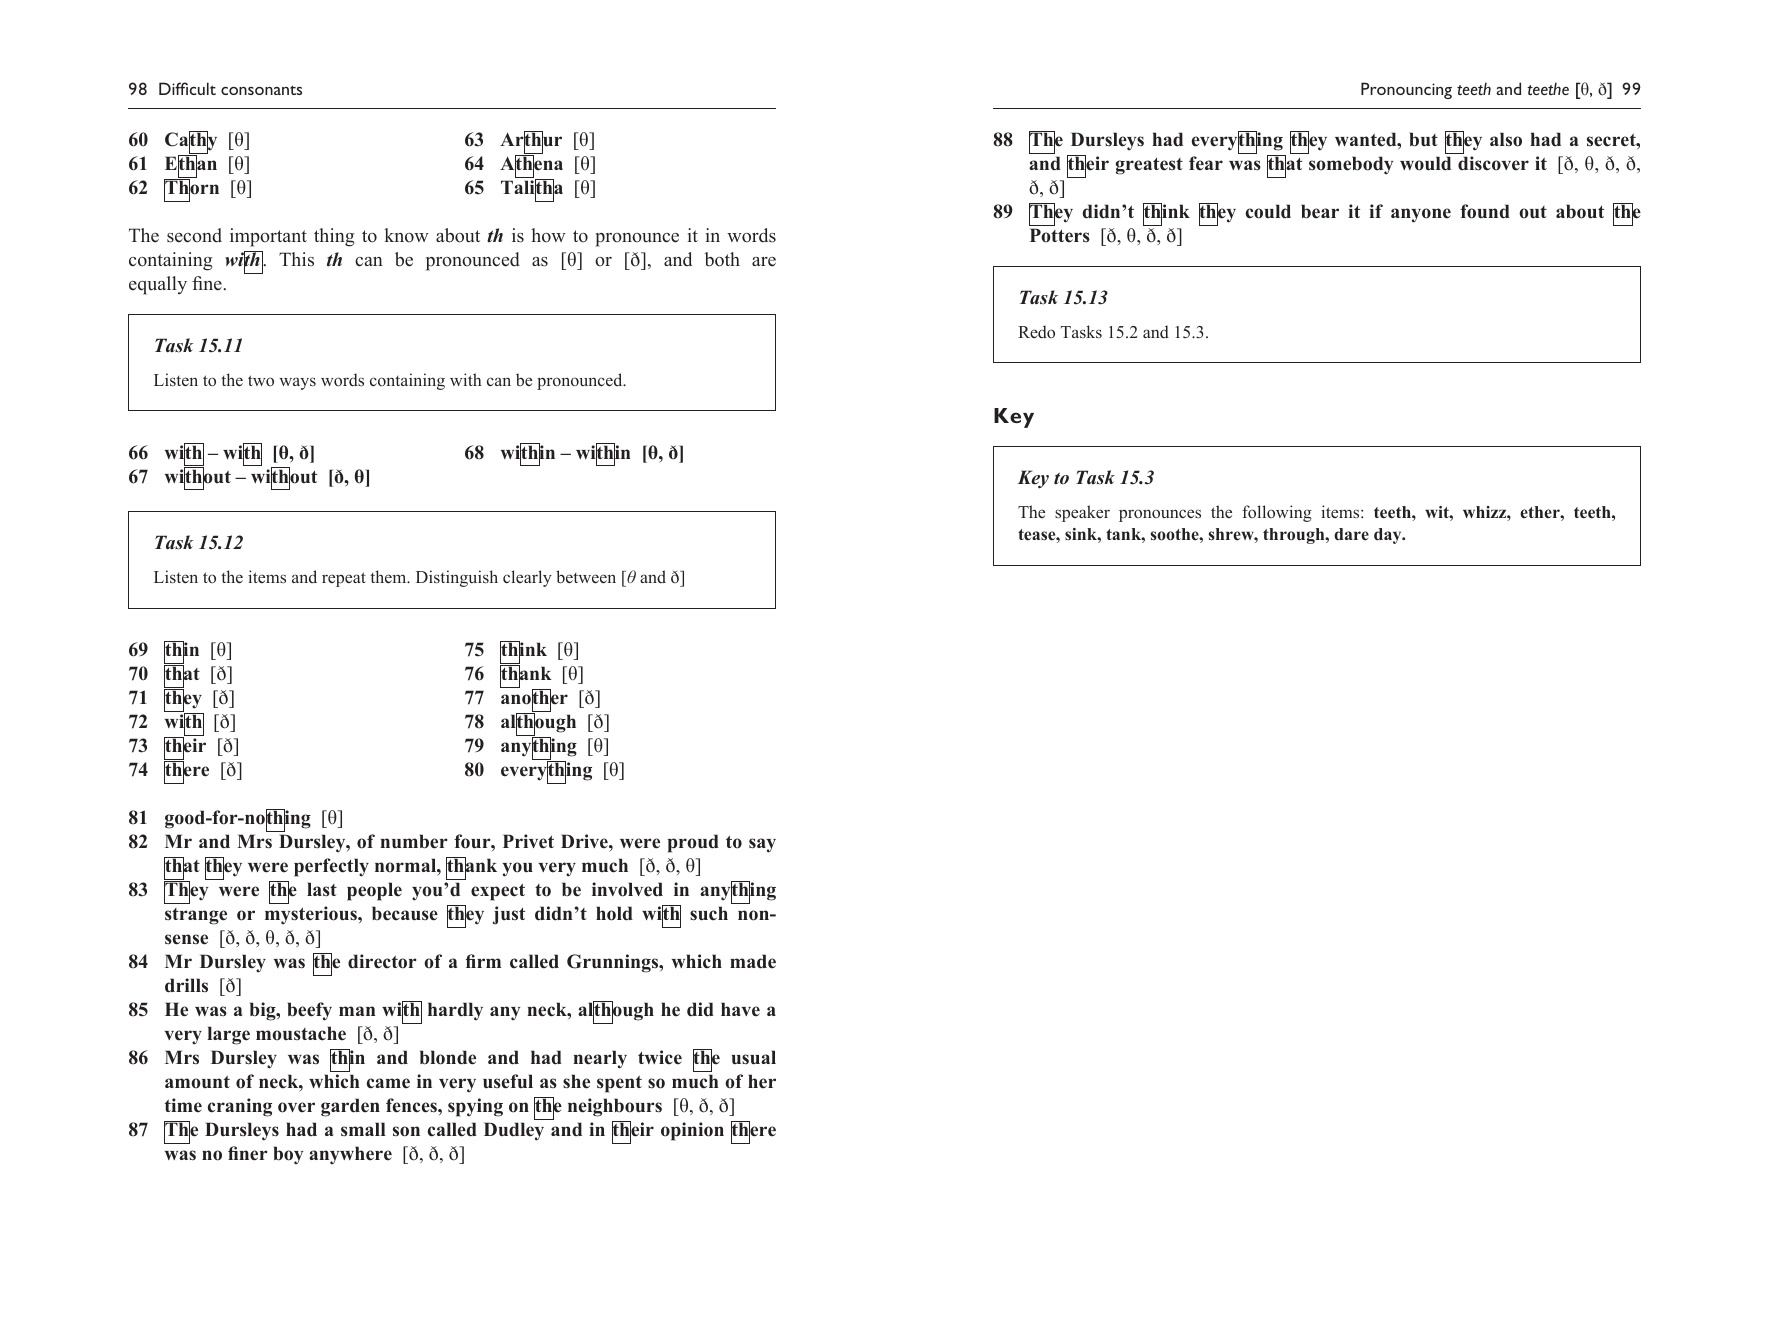 98 Difficult consonants
60 Cathy [θ]
61 Ethan [θ]
62 Thorn [θ]
63 Arthur [θ]
64 Athena [θ]
65 Talitha [θ]
The second important thing to know about th is how to pronounce it in words
containing with. This th can be pronounced as [θ] or [ð], and both are
equally fine.
Task 15.11
Listen to the two ways words containing with can be pronounced.
66 with – with [θ, ð]
67 without – without [ð, θ]
68 within – within [θ, ð]
Task 15.12
Listen to the items and repeat them. Distinguish clearly between [θ and ð]
69 thin [θ]
70 that [ð]
71 they [ð]
72 with [ð]
73 their [ð]
74 there [ð]
75 think [θ]
76 thank [θ]
77 another [ð]
78 although [ð]
79 anything [θ]
80 everything [θ]
81 good-for-nothing [θ]
82 Mr and Mrs Dursley, of number four, Privet Drive, were proud to say
that they were perfectly normal, thank you very much [ð, ð, θ]
83 They were the last people you’d expect to be involved in anything
strange or mysterious, because they just didn’t hold with such non-
sense [ð, ð, θ, ð, ð]
84 Mr Dursley was the director of a firm called Grunnings, which made
drills [ð]
85 He was a big, beefy man with hardly any neck, although he did have a
very large moustache [ð, ð]
86 Mrs Dursley was thin and blonde and had nearly twice the usual
amount of neck, which came in very useful as she spent so much of her
time craning over garden fences, spying on the neighbours [θ, ð, ð]
87 The Dursleys had a small son called Dudley and in their opinion there
was no finer boy anywhere [ð, ð, ð]
Pronouncing teeth and teethe [θ, ð] 99
88 The Dursleys had everything they wanted, but they also had a secret,
and their greatest fear was that somebody would discover it [ð, θ, ð, ð,
ð, ð]
89 They didn’t think they could bear it if anyone found out about the
Potters [ð, θ, ð, ð]
Task 15.13
Redo Tasks 15.2 and 15.3.
Key
Key to Task 15.3
The speaker pronounces the following items: teeth, wit, whizz, ether, teeth,
tease, sink, tank, soothe, shrew, through, dare day.